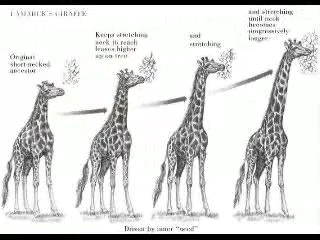 LAMARCK'S GIRAFFE
Original
short-necked
ancestor
Keeps stretching
neck to reach
leaves higher
up on tree
and
stretching
and stretching
until neck
becomes
progressively
longer
Driven by inner "need"